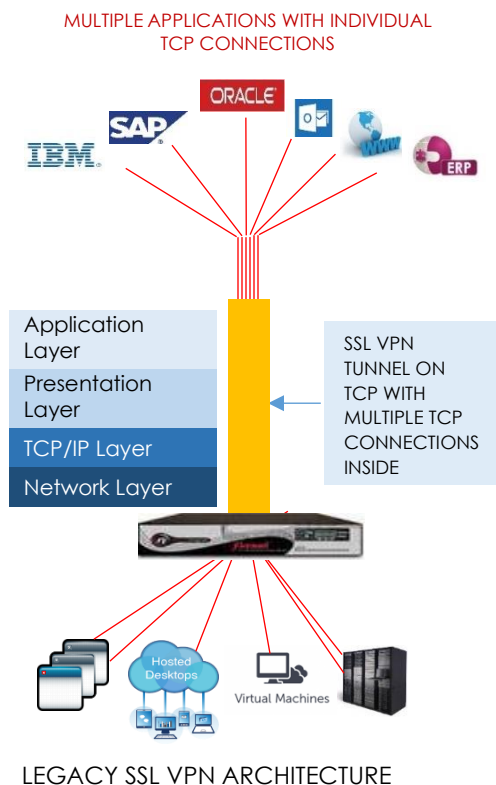 MULTIPLE APPLICATIONS WITH INDIVIDUAL
TCP CONNECTIONS
ORACLE
SAP
IBM
WWW
ERP
Application
Layer
Presentation
Layer
TCP/IP Layer
Network Layer
SSL VPN
TUNNEL ON
TCP WITH
MULTIPLE TCP
CONNECTIONS
INSIDE
Hosted
Desktops
Virtual Machines
LEGACY SSL VPN ARCHITECTURE